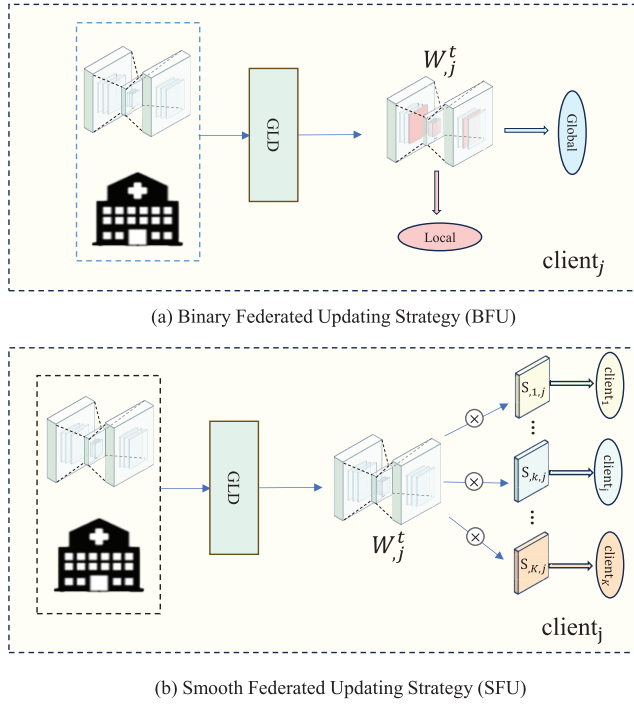 W,j^t
GLD
Global
Local
client_j
(a) Binary Federated Updating Strategy (BFU)
S,1,j
client_1
GLD
S,k,j
client_j
W,j^t
S,K,j
client_K
client_j
(b) Smooth Federated Updating Strategy (SFU)